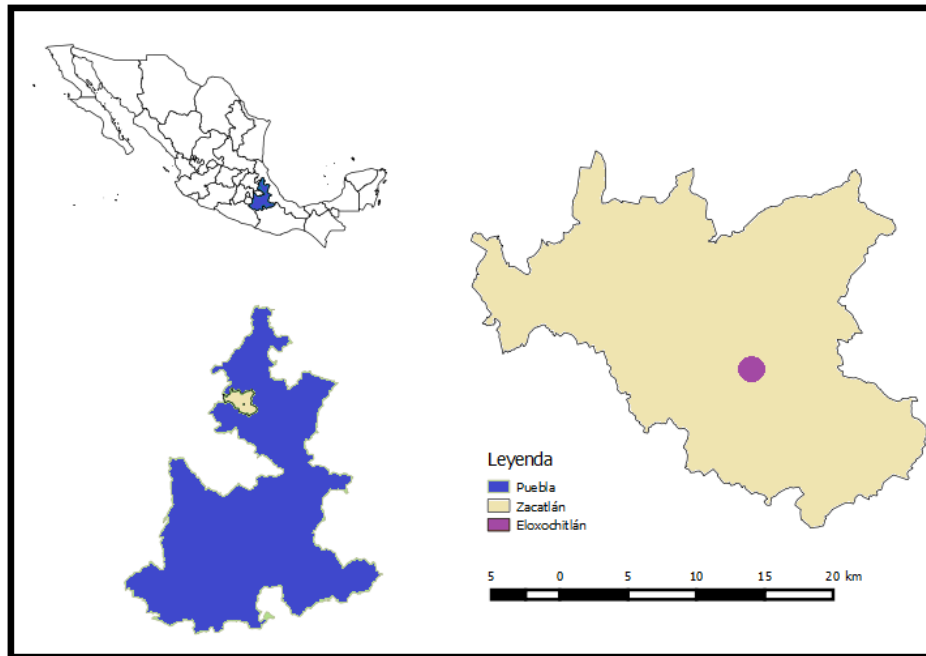 Leyenda
Puebla
Zacatlán
Eloxochitlán
5 0 5 10 15 20 km